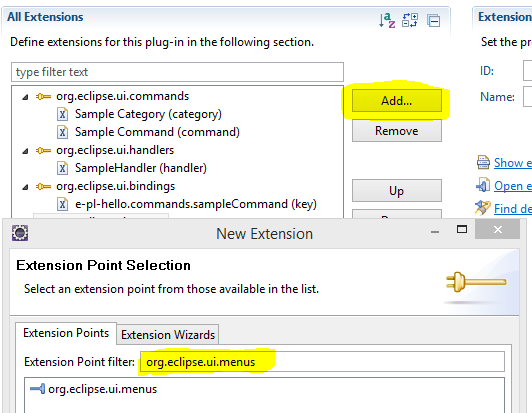 All Extensions
Define extensions for this plug-in in the following section.
type filter text
org.eclipse.ui.commands
Sample Category (category)
Sample Command (command)
org.eclipse.ui.handlers
SampleHandler (handler)
org.eclipse.ui.bindings
e-pl-hello.commands.sampleCommand (key)
Add...
Remove
Up
Extension
Set the pr
ID:
Name:
Show e
Open e
Find de
New Extension
Extension Point Selection
Select an extension point from those available in the list.
Extension Points
Extension Wizards
Extension Point filter: org.eclipse.ui.menus
org.eclipse.ui.menus